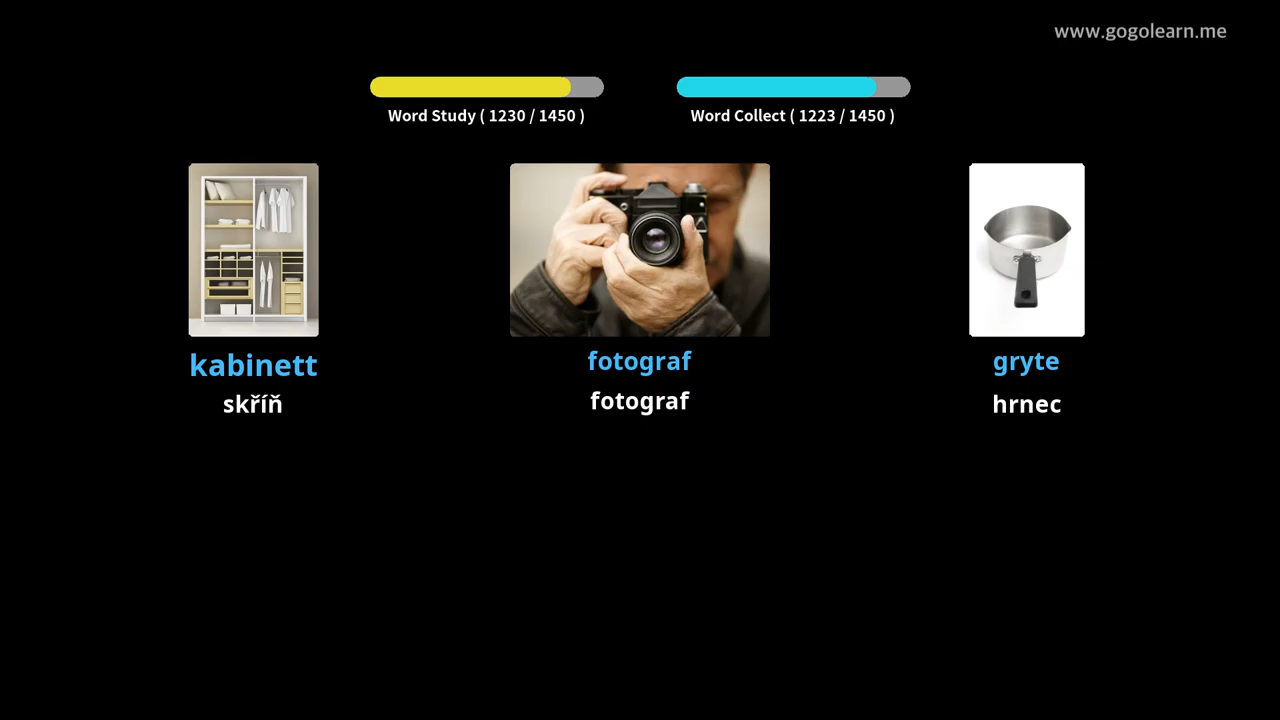 www.gogolearn.me
Word Study ( 1230 / 1450 )
Word Collect ( 1223 / 1450 )
kabinett
skříň
fotograf
fotograf
gryte
hrnec